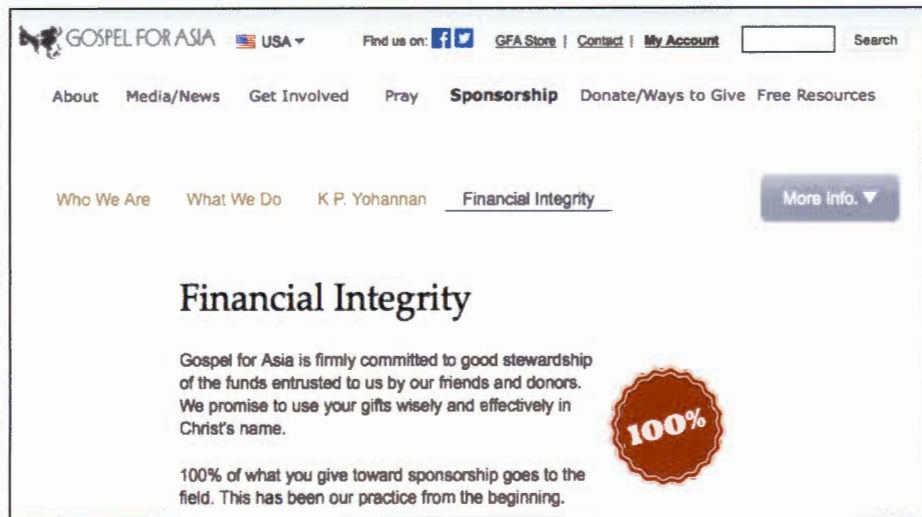 GOSPEL FOR ASIA USA Find us on: GFA Store | Contact | My Account Search
About Media/News Get Involved Pray Sponsorship Donate/Ways to Give Free Resources
Who We Are What We Do K P. Yohannan Financial Integrity More Info.
Financial Integrity
Gospel for Asia is firmly committed to good stewardship
of the funds entrusted to us by our friends and donors.
We promise to use your gifts wisely and effectively in
Christ's name.
100%
100% of what you give toward sponsorship goes to the
field. This has been our practice from the beginning.